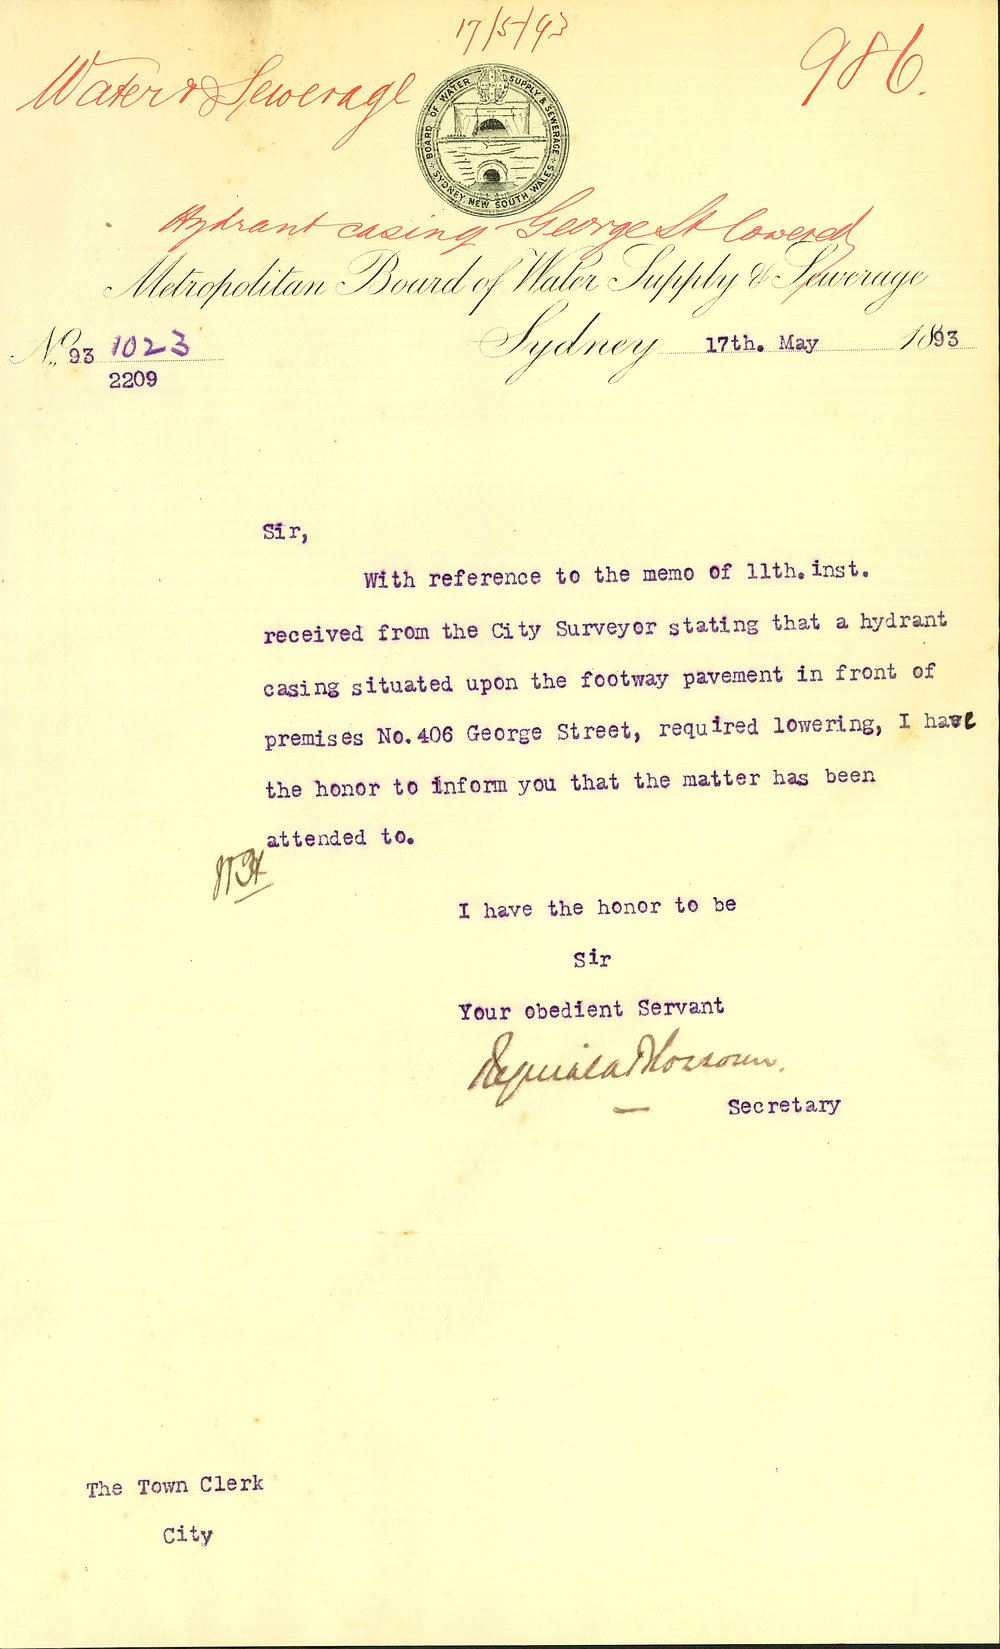 17/5/93
Water & Sewerage
986.
BOARD OF WATER SUPPLY & SEWERAGE
SYDNEY, NEW SOUTH WALES
Hydrant casing George St lowered
Metropolitan Board of Water Supply & Sewerage
No. 93 1023
2209
Sydney 17th. May 1893
Sir,
With reference to the memo of 11th. inst.
received from the City Surveyor stating that a hydrant
casing situated upon the footway pavement in front of
premises No.406 George Street, required lowering, I have
the honor to inform you that the matter has been
attended to.
I have the honor to be
Sir
Your obedient Servant
Secretary
The Town Clerk
City